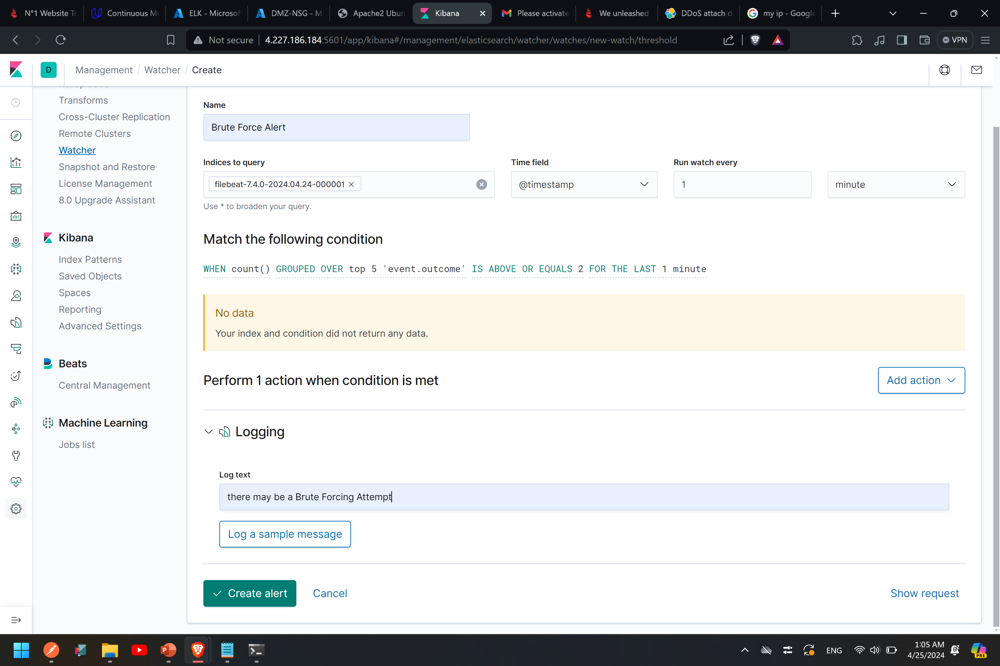 N°1 Website Tr
Continuous Mo
ELK - Microsof
DMZ-NSG - Mi
Apache2 Ubun
Kibana
Please activate
We unleashed
DDoS attach d
my ip - Google
Not secure
4.227.186.184:5601/app/kibana#/management/elasticsearch/watcher/watches/new-watch/threshold
VPN
D
Management / Watcher / Create
Transforms
Cross-Cluster Replication
Remote Clusters
Watcher
Snapshot and Restore
License Management
8.0 Upgrade Assistant
Kibana
Index Patterns
Saved Objects
Spaces
Reporting
Advanced Settings
Beats
Central Management
Machine Learning
Jobs list
Name
Brute Force Alert
Indices to query
Time field
Run watch every
filebeat-7.4.0-2024.04.24-000001
@timestamp
1
minute
Use * to broaden your query.
Match the following condition
WHEN count() GROUPED OVER top 5 'event.outcome' IS ABOVE OR EQUALS 2 FOR THE LAST 1 minute
No data
Your index and condition did not return any data.
Perform 1 action when condition is met
Add action
Logging
Log text
there may be a Brute Forcing Attempt
Log a sample message
Create alert
Cancel
Show request
P
ENG
1:05 AM
4/25/2024
PRE